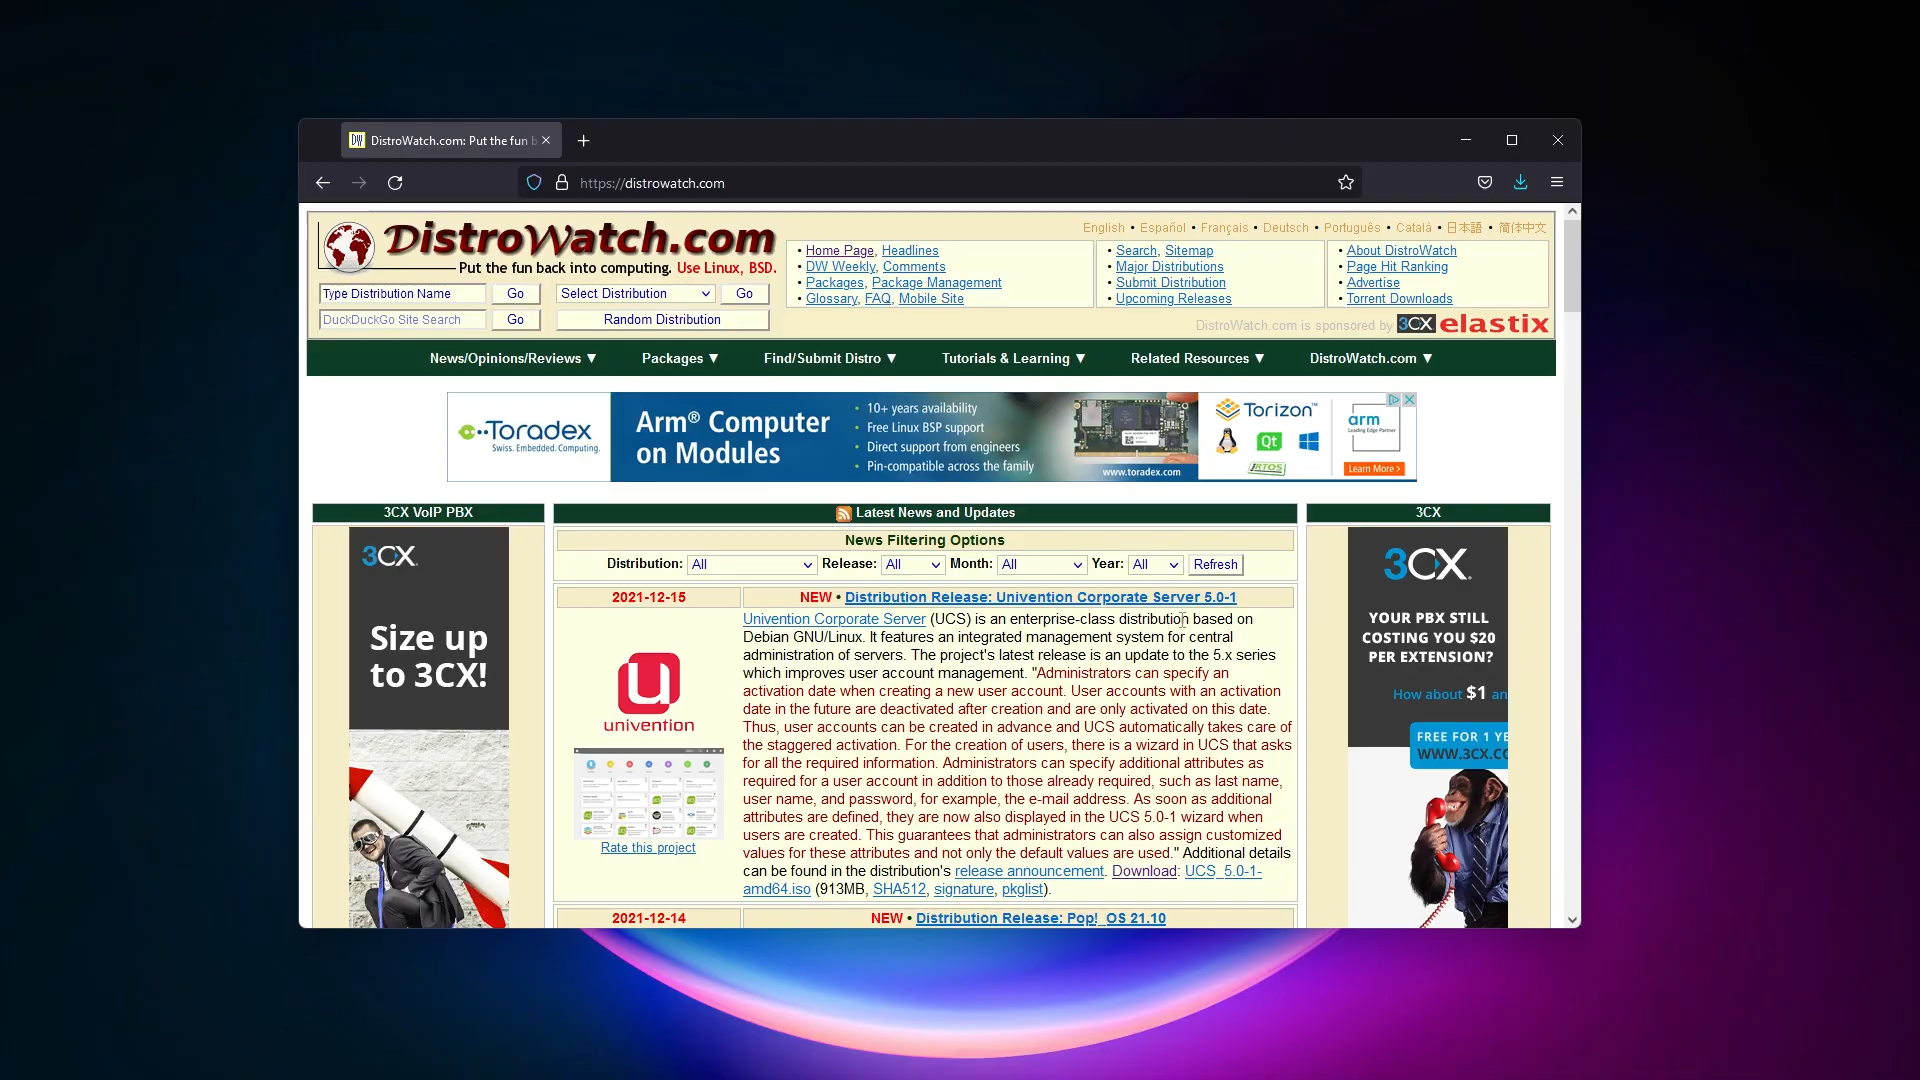 DistroWatch.com: Put the fun b
https://distrowatch.com
DistroWatch.com
Put the fun back into computing. Use Linux, BSD.
English • Español • Français • Deutsch • Português • Català • 日本語 • 简体中文
• Home Page, Headlines
• DW Weekly, Comments
• Packages, Package Management
• Glossary, FAQ, Mobile Site
• Search, Sitemap
• Major Distributions
• Submit Distribution
• Upcoming Releases
• About DistroWatch
• Page Hit Ranking
• Advertise
• Torrent Downloads
Type Distribution Name Go Select Distribution Go
DuckDuckGo Site Search Go Random Distribution
DistroWatch.com is sponsored by 3CX elastix
News/Opinions/Reviews ▼ Packages ▼ Find/Submit Distro ▼ Tutorials & Learning ▼ Related Resources ▼ DistroWatch.com ▼
Toradex
Swiss. Embedded. Computing.
Arm® Computer
on Modules
• 10+ years availability
• Free Linux BSP support
• Direct support from engineers
• Pin-compatible across the family
www.toradex.com
Torizon™
Qt
RTOS
arm
Leading Edge Partner
Learn More >
3CX VoIP PBX
3CX.
Size up
to 3CX!
Latest News and Updates
News Filtering Options
Distribution: All Release: All Month: All Year: All Refresh
2021-12-15
NEW • Distribution Release: Univention Corporate Server 5.0-1
univention
Rate this project
Univention Corporate Server (UCS) is an enterprise-class distribution based on
Debian GNU/Linux. It features an integrated management system for central
administration of servers. The project's latest release is an update to the 5.x series
which improves user account management. "Administrators can specify an
activation date when creating a new user account. User accounts with an activation
date in the future are deactivated after creation and are only activated on this date.
Thus, user accounts can be created in advance and UCS automatically takes care of
the staggered activation. For the creation of users, there is a wizard in UCS that asks
for all the required information. Administrators can specify additional attributes as
required for a user account in addition to those already required, such as last name,
user name, and password, for example, the e-mail address. As soon as additional
attributes are defined, they are now also displayed in the UCS 5.0-1 wizard when
users are created. This guarantees that administrators can also assign customized
values for these attributes and not only the default values are used." Additional details
can be found in the distribution's release announcement. Download: UCS_5.0-1-
amd64.iso (913MB, SHA512, signature, pkglist).
2021-12-14
NEW • Distribution Release: Pop!_OS 21.10
3CX
3CX.
YOUR PBX STILL
COSTING YOU $20
PER EXTENSION?
How about $1 an
FREE FOR 1 YE
WWW.3CX.CO